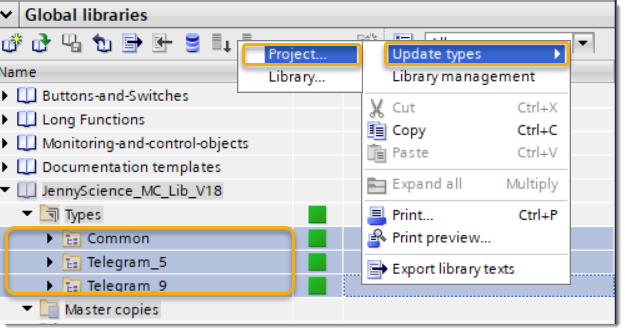 Global libraries
Project...
Library...
Update types
Library management
Name
Buttons-and-Switches
Long Functions
Monitoring-and-control-objects
Documentation templates
JennyScience_MC_Lib_V18
Types
Common
Telegram_5
Telegram_9
Master copies
Cut Ctrl+X
Copy Ctrl+C
Paste Ctrl+V
Expand all Multiply
Print... Ctrl+P
Print preview...
Export library texts